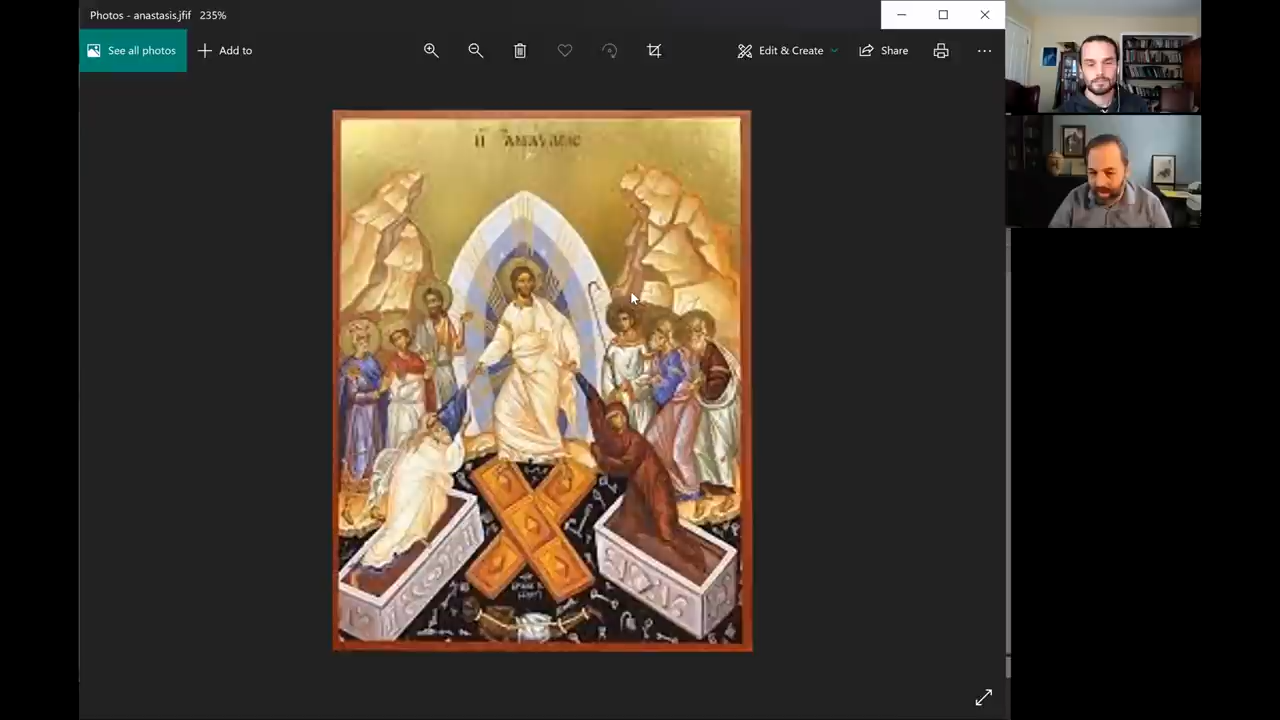 Photos - anastasis.jfif 235%
See all photos
Add to
Edit & Create
Share